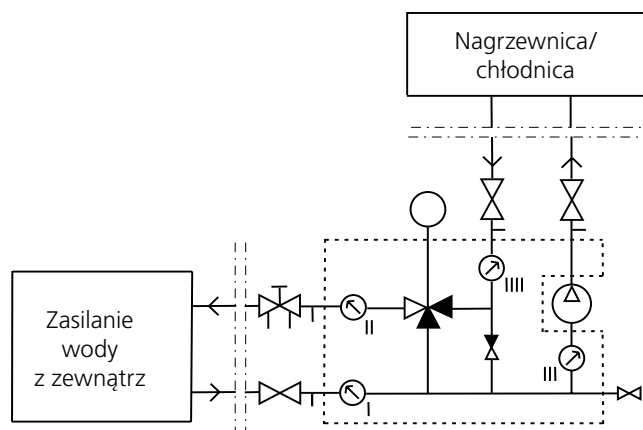 Nagrzewnica/
chłodnica
IIII
II
Zasilanie
wody
z zewnątrz
III
I